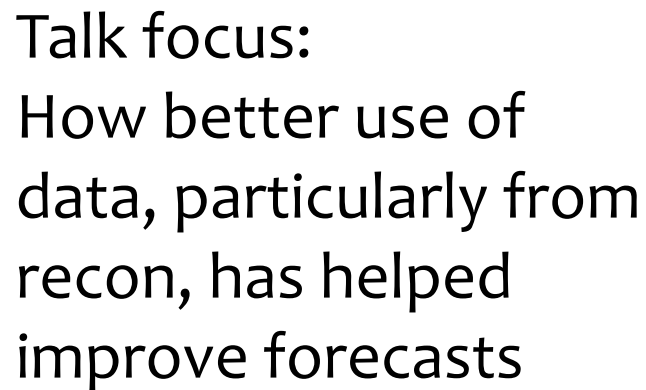 Talk focus:
How better use of
data, particularly from
recon, has helped
improve forecasts